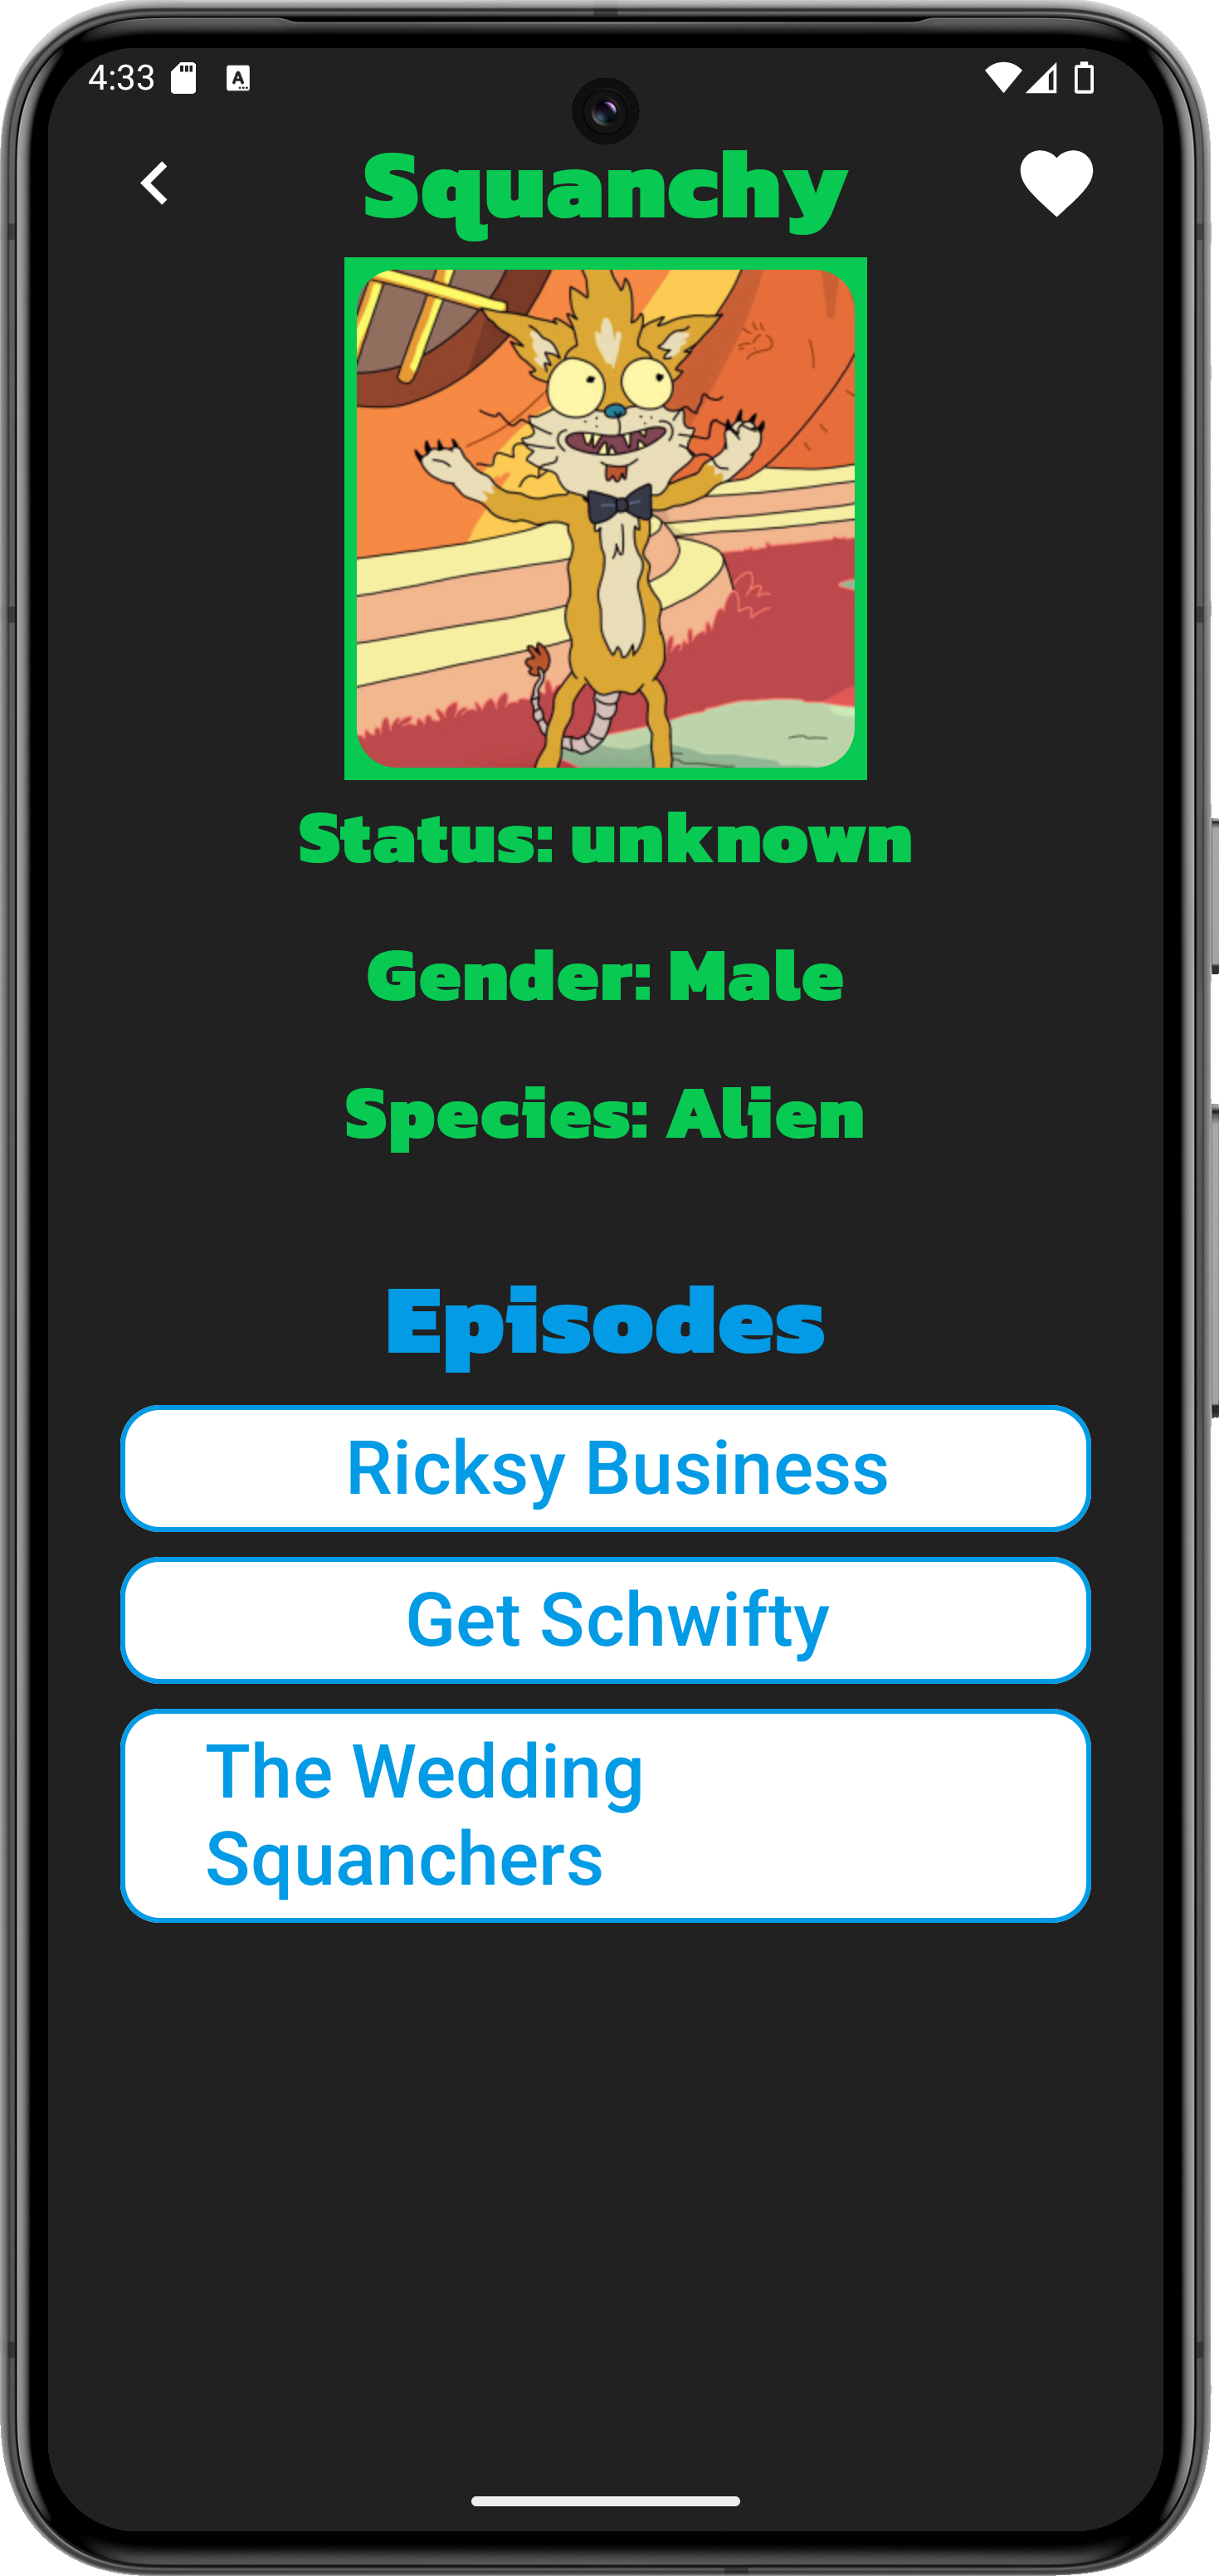 4:33
Squanchy
Status: unknown
Gender: Male
Species: Alien
Episodes
Ricksy Business
Get Schwifty
The Wedding
Squanchers